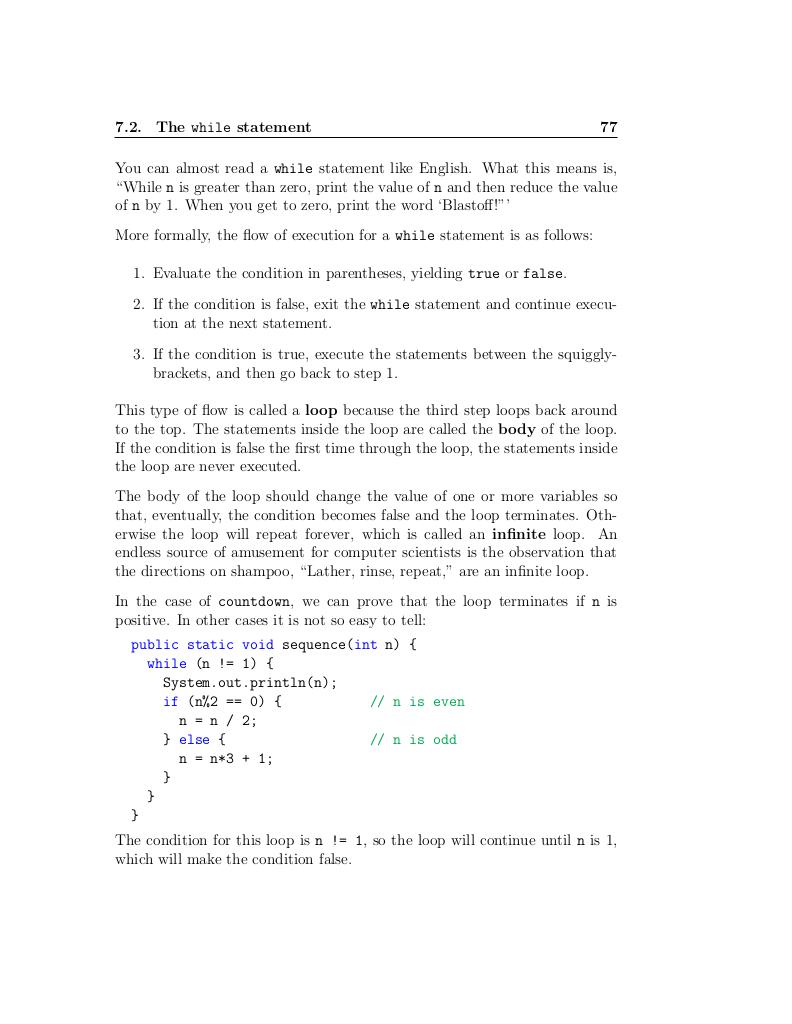 7.2. The while statement 77
You can almost read a while statement like English. What this means is,
“While n is greater than zero, print the value of n and then reduce the value
of n by 1. When you get to zero, print the word ‘Blastoff!”’
More formally, the flow of execution for a while statement is as follows:
1. Evaluate the condition in parentheses, yielding true or false.
2. If the condition is false, exit the while statement and continue execu-
tion at the next statement.
3. If the condition is true, execute the statements between the squiggly-
brackets, and then go back to step 1.
This type of flow is called a loop because the third step loops back around
to the top. The statements inside the loop are called the body of the loop.
If the condition is false the first time through the loop, the statements inside
the loop are never executed.
The body of the loop should change the value of one or more variables so
that, eventually, the condition becomes false and the loop terminates. Oth-
erwise the loop will repeat forever, which is called an infinite loop. An
endless source of amusement for computer scientists is the observation that
the directions on shampoo, “Lather, rinse, repeat,” are an infinite loop.
In the case of countdown, we can prove that the loop terminates if n is
positive. In other cases it is not so easy to tell:
public static void sequence(int n) {
while (n != 1) {
System.out.println(n);
if (n%2 == 0) { // n is even
n = n / 2;
} else { // n is odd
n = n*3 + 1;
}
}
}
The condition for this loop is n != 1, so the loop will continue until n is 1,
which will make the condition false.